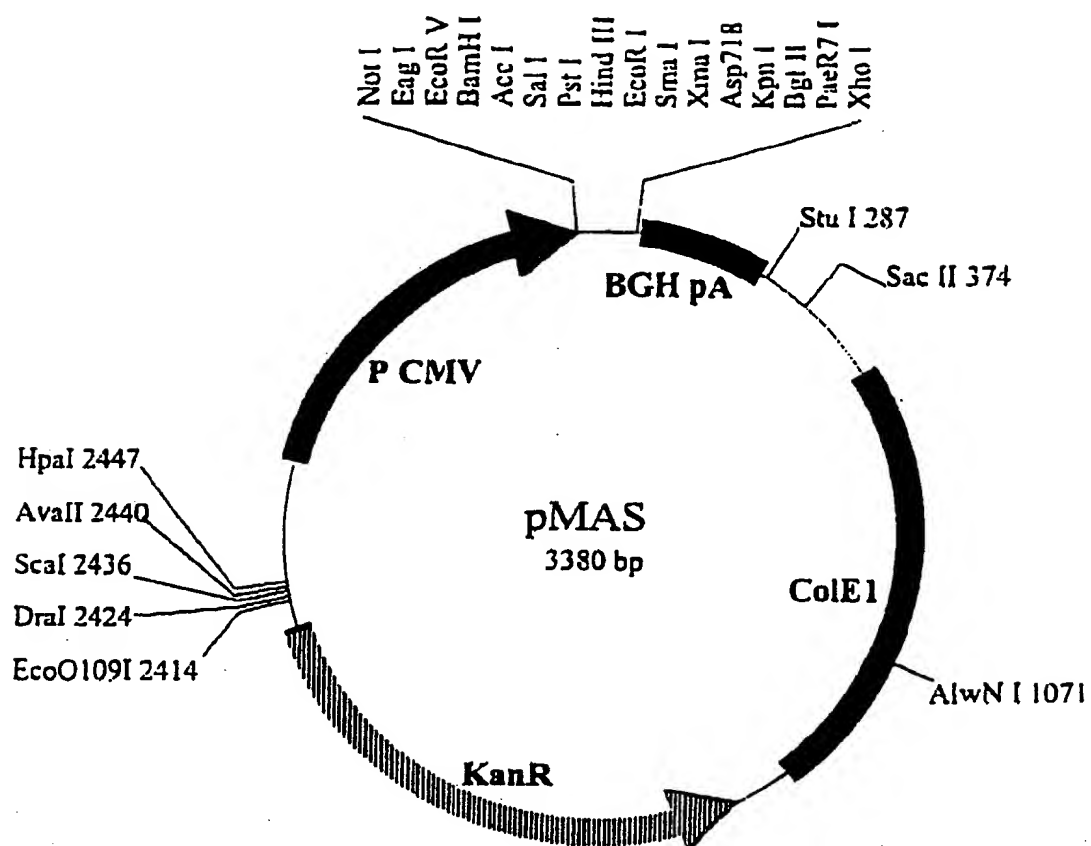 Not I
Eag I
EcoR V
BamH I
Acc I
Sal I
Pst I
Hind III
EcoR I
Sma I
Xma I
Asp718
Kpn I
Bgl II
PaeR7 I
Xho I
Stu I 287
Sac II 374
BGH pA
P CMV
HpaI 2447
AvaII 2440
ScaI 2436
DraI 2424
EcoO109I 2414
pMAS
3380 bp
ColE1
AlwN I 1071
KanR